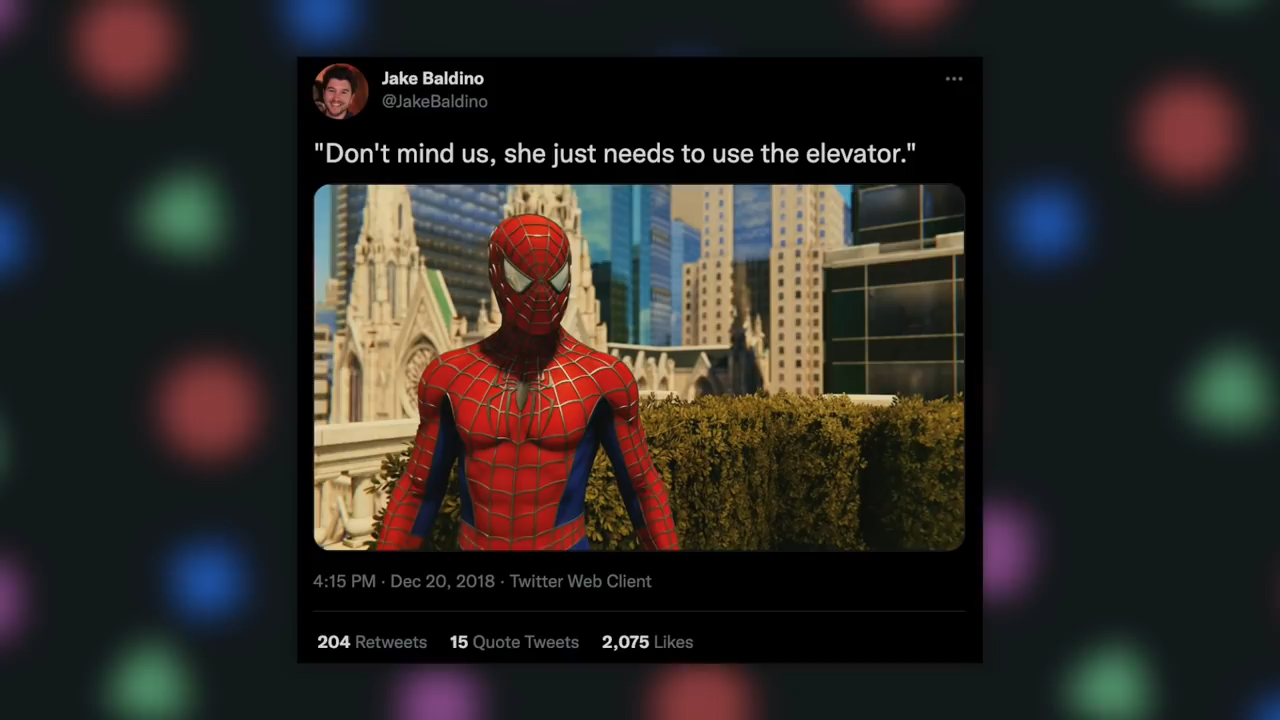 Jake Baldino
@JakeBaldino
"Don't mind us, she just needs to use the elevator."
4:15 PM · Dec 20, 2018 · Twitter Web Client
204 Retweets 15 Quote Tweets 2,075 Likes